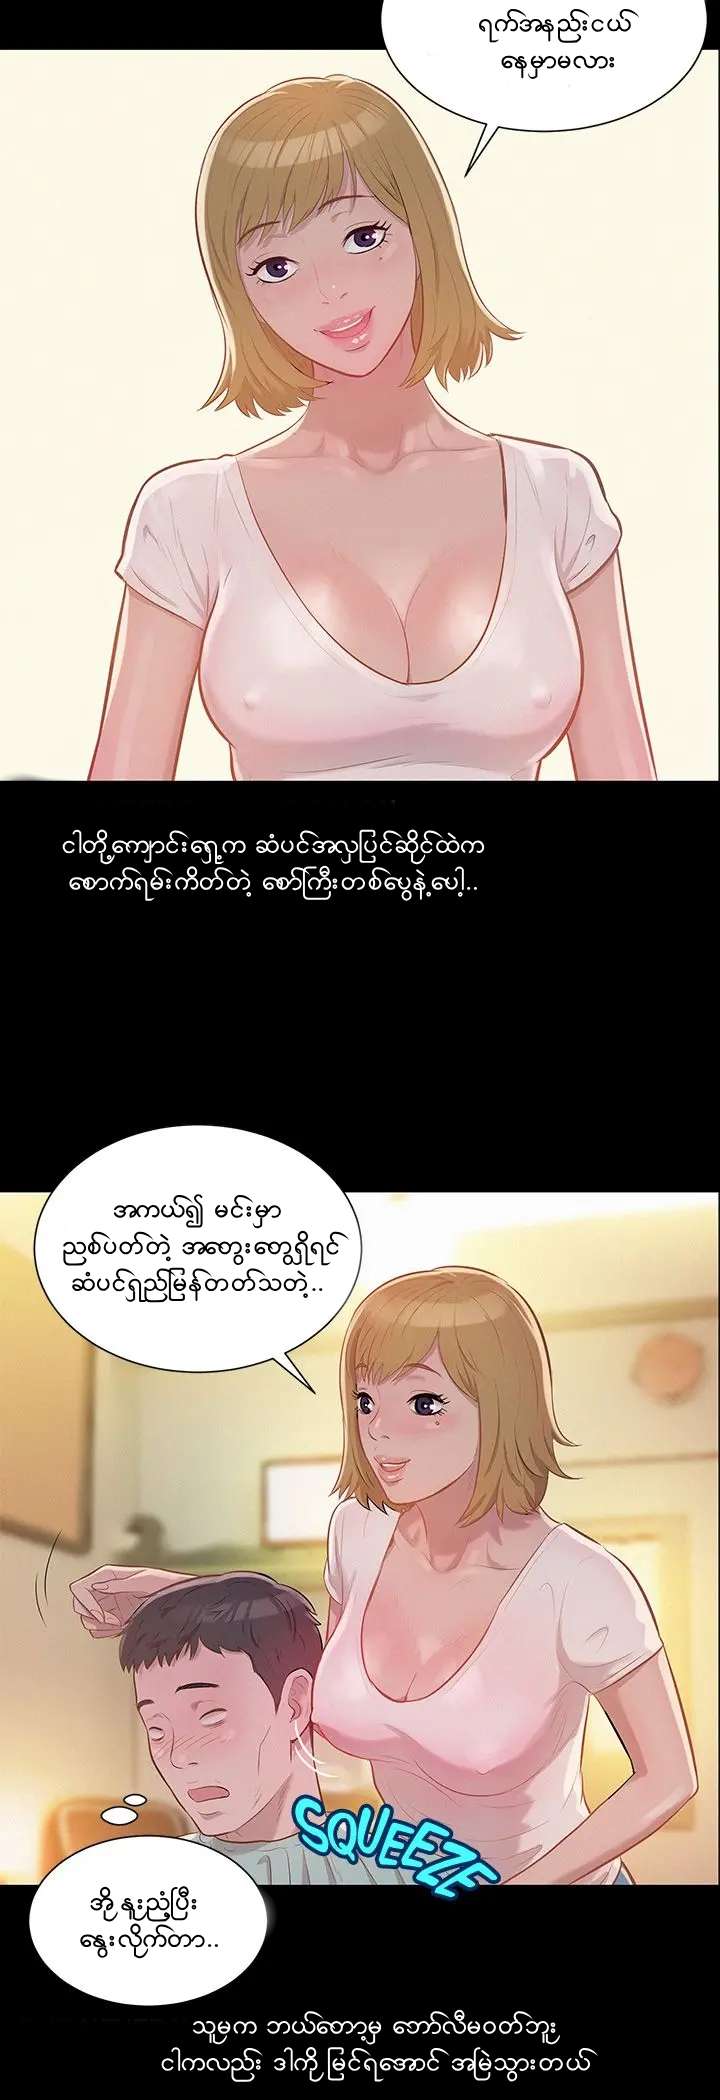 ရက်အနည်းငယ်
နေမှာမလား
ငါတို့ကျောင်းရှေ့က ဆံပင်အလှပြင်ဆိုင်ထဲက
စောက်ရမ်းကိတ်တဲ့ စော်ကြီးတစ်ပွေနဲ့ပေါ့..
အကယ်၍ မင်းမှာ
ညစ်ပတ်တဲ့ အတွေးတွေရှိရင်
ဆံပင်ရှည်မြန်တတ်သတဲ့..
SQUEEZE
အို နူးညံ့ပြီး
နွေးလိုက်တာ..
သူမက ဘယ်တော့မှ ဘော်လီမဝတ်ဘူး
ငါကလည်း ဒါကိုမြင်ရအောင် အမြဲသွားတယ်